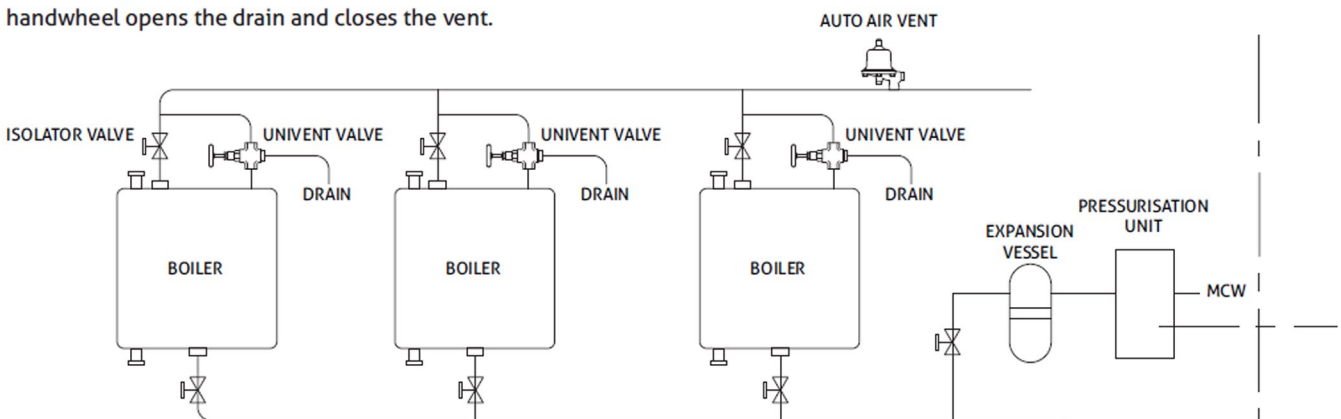 handwheel opens the drain and closes the vent.
AUTO AIR VENT
ISOLATOR VALVE
UNIVENT VALVE
UNIVENT VALVE
UNIVENT VALVE
DRAIN
DRAIN
DRAIN
PRESSURISATION
UNIT
EXPANSION
VESSEL
BOILER
BOILER
BOILER
MCW